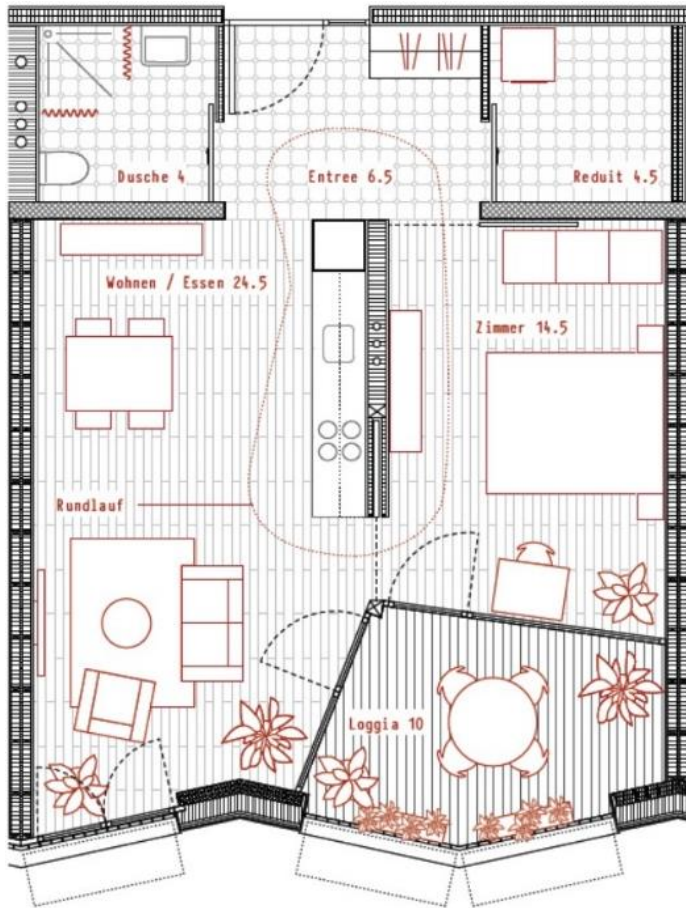 Dusche 4
Entree 6.5
Reduit 4.5
Wohnen / Essen 24.5
Zimmer 14.5
Rundlauf
Loggia 10